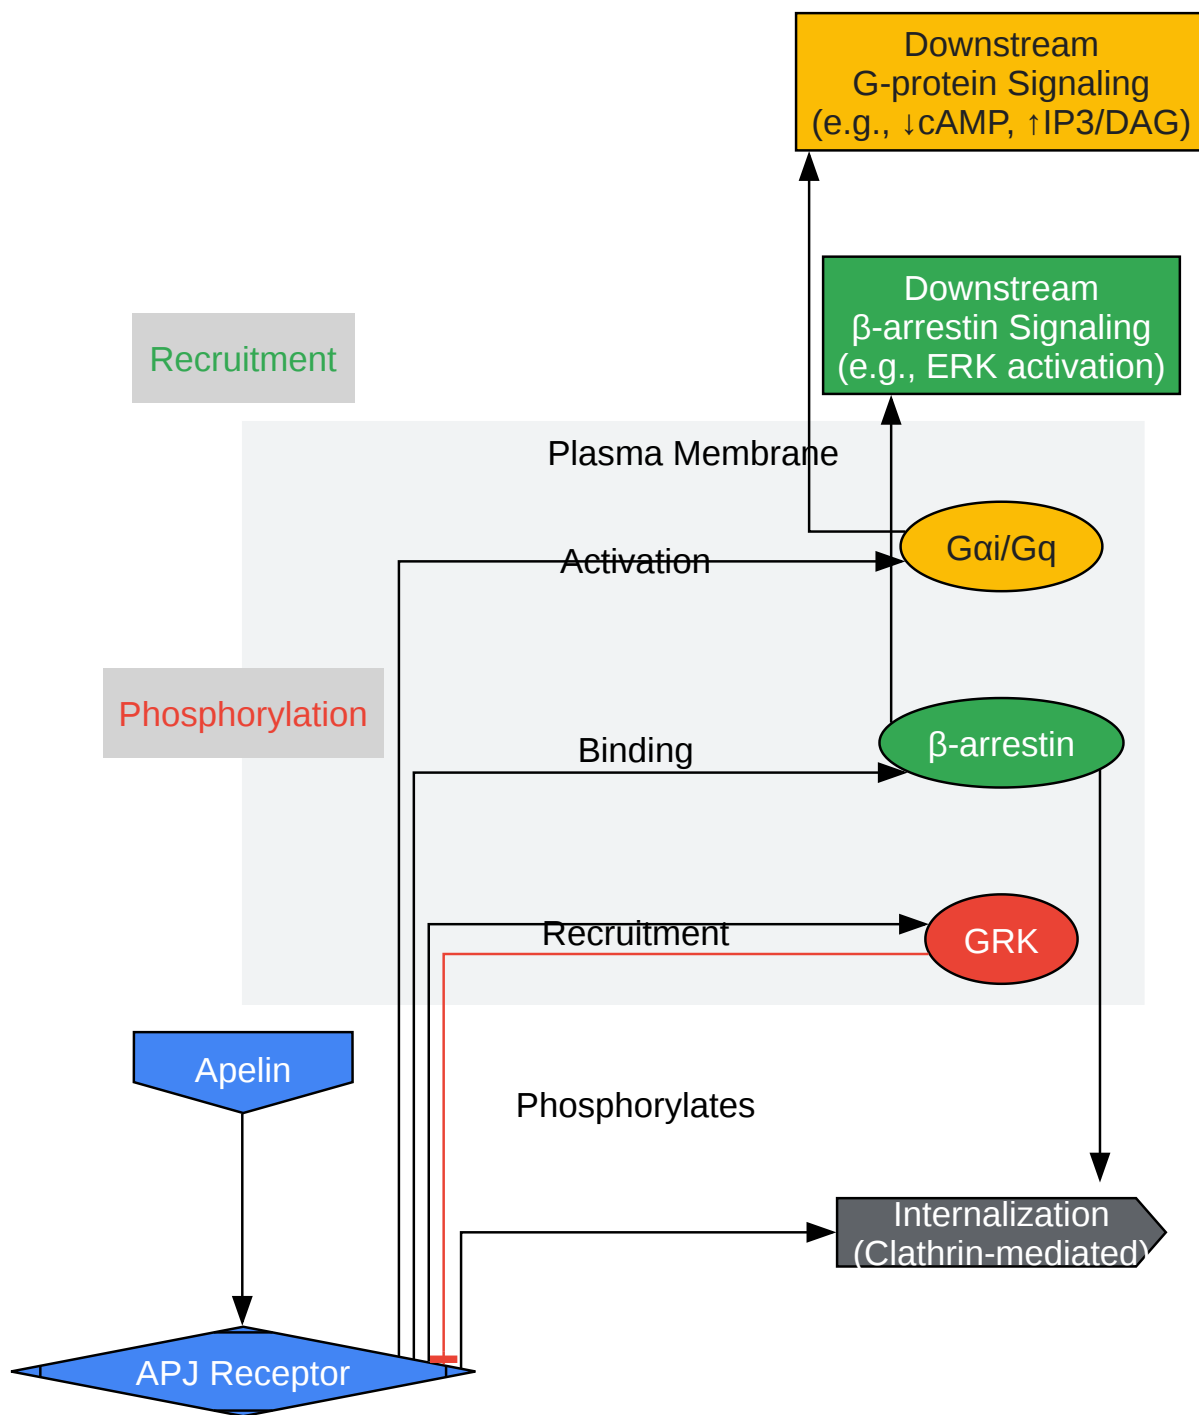 Downstream
G-protein Signaling
(e.g., ↓cAMP, ↑IP3/DAG)
Downstream
β-arrestin Signaling
(e.g., ERK activation)
Recruitment
Plasma Membrane
Gαi/Gq
Activation
Phosphorylation
β-arrestin
Binding
Recruitment
GRK
Apelin
Phosphorylates
Internalization
(Clathrin-mediated)
APJ Receptor